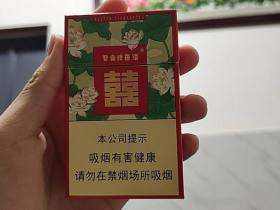 囍
本公司提示
吸烟有害健康
请勿在禁烟场所吸烟